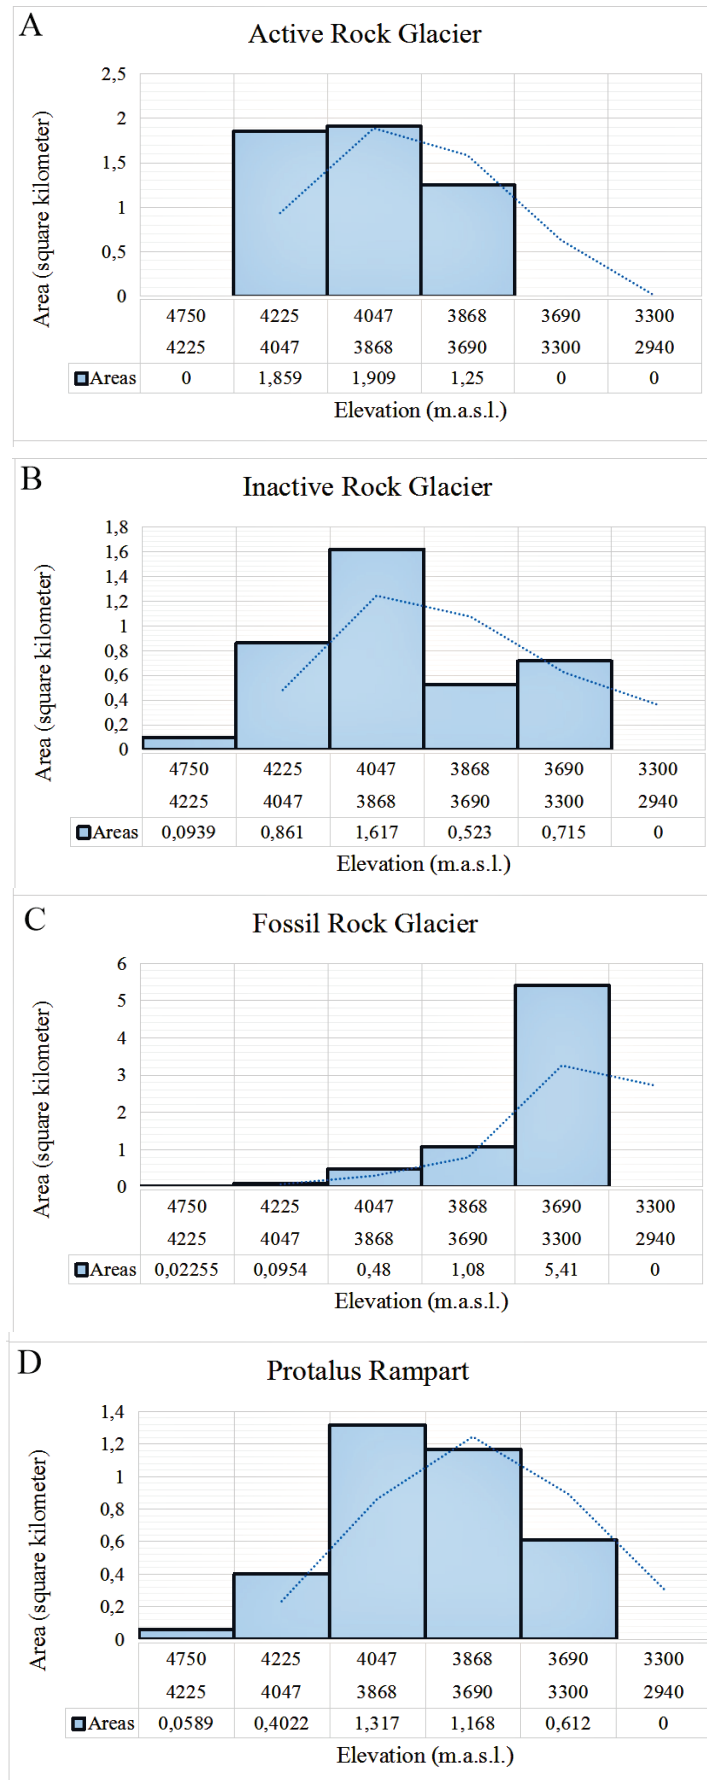 A
Active Rock Glacier
Area (square kilometer)
2,5
2
1,5
1
0,5
0
4750 4225 4047 3868 3690 3300
4225 4047 3868 3690 3300 2940
Areas 0 1,859 1,909 1,25 0 0
Elevation (m.a.s.l.)
B
Inactive Rock Glacier
Area (square kilometer)
1,8
1,6
1,4
1,2
1
0,8
0,6
0,4
0,2
0
4750 4225 4047 3868 3690 3300
4225 4047 3868 3690 3300 2940
Areas 0,0939 0,861 1,617 0,523 0,715 0
Elevation (m.a.s.l.)
C
Fossil Rock Glacier
Area (square kilometer)
6
5
4
3
2
1
0
4750 4225 4047 3868 3690 3300
4225 4047 3868 3690 3300 2940
Areas 0,02255 0,0954 0,48 1,08 5,41 0
Elevation (m.a.s.l.)
D
Protalus Rampart
Area (square kilometer)
1,4
1,2
1
0,8
0,6
0,4
0,2
0
4750 4225 4047 3868 3690 3300
4225 4047 3868 3690 3300 2940
Areas 0,0589 0,4022 1,317 1,168 0,612 0
Elevation (m.a.s.l.)